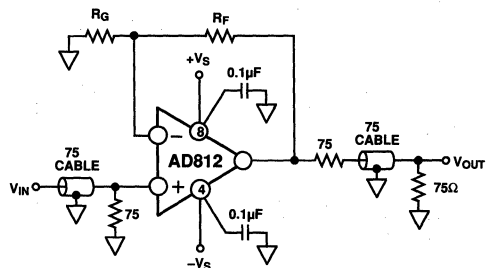 RG
RF
+VS
0.1µF
8
−
AD812
75
CABLE
VIN
75
+
4
0.1µF
−VS
75
75
CABLE
VOUT
75Ω